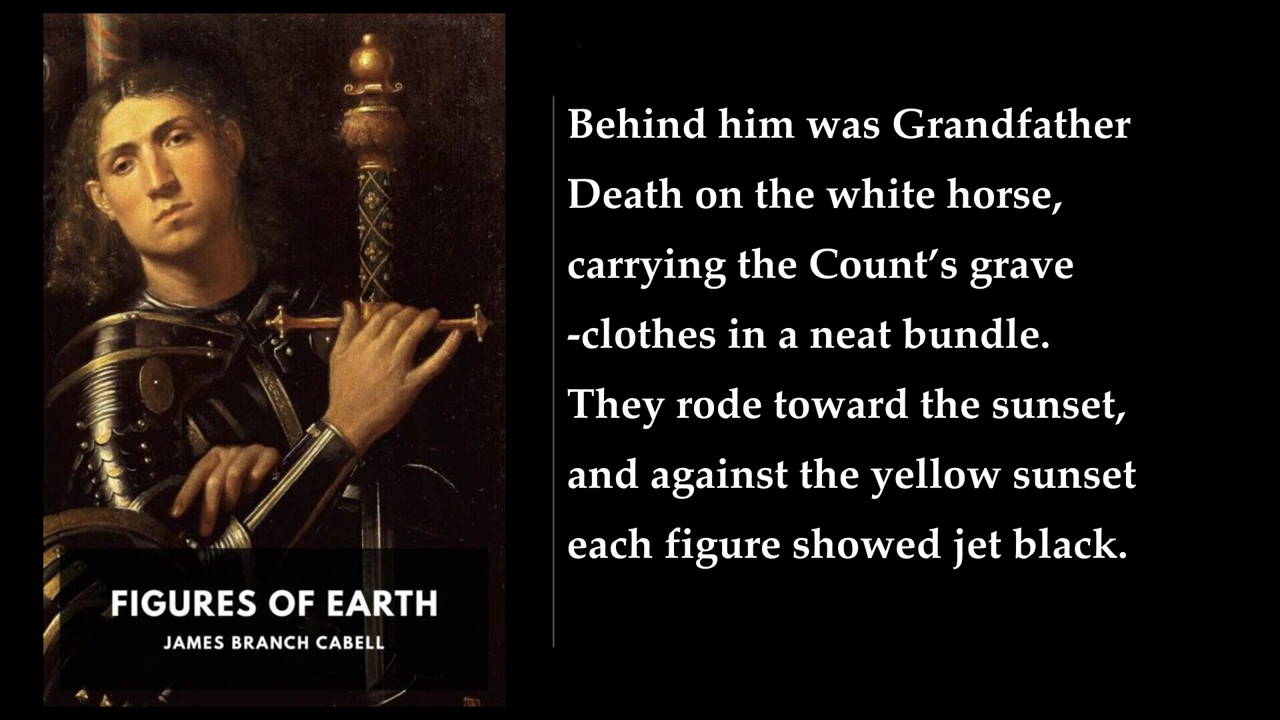 FIGURES OF EARTH
JAMES BRANCH CABELL
Behind him was Grandfather
Death on the white horse,
carrying the Count’s grave
-clothes in a neat bundle.
They rode toward the sunset,
and against the yellow sunset
each figure showed jet black.